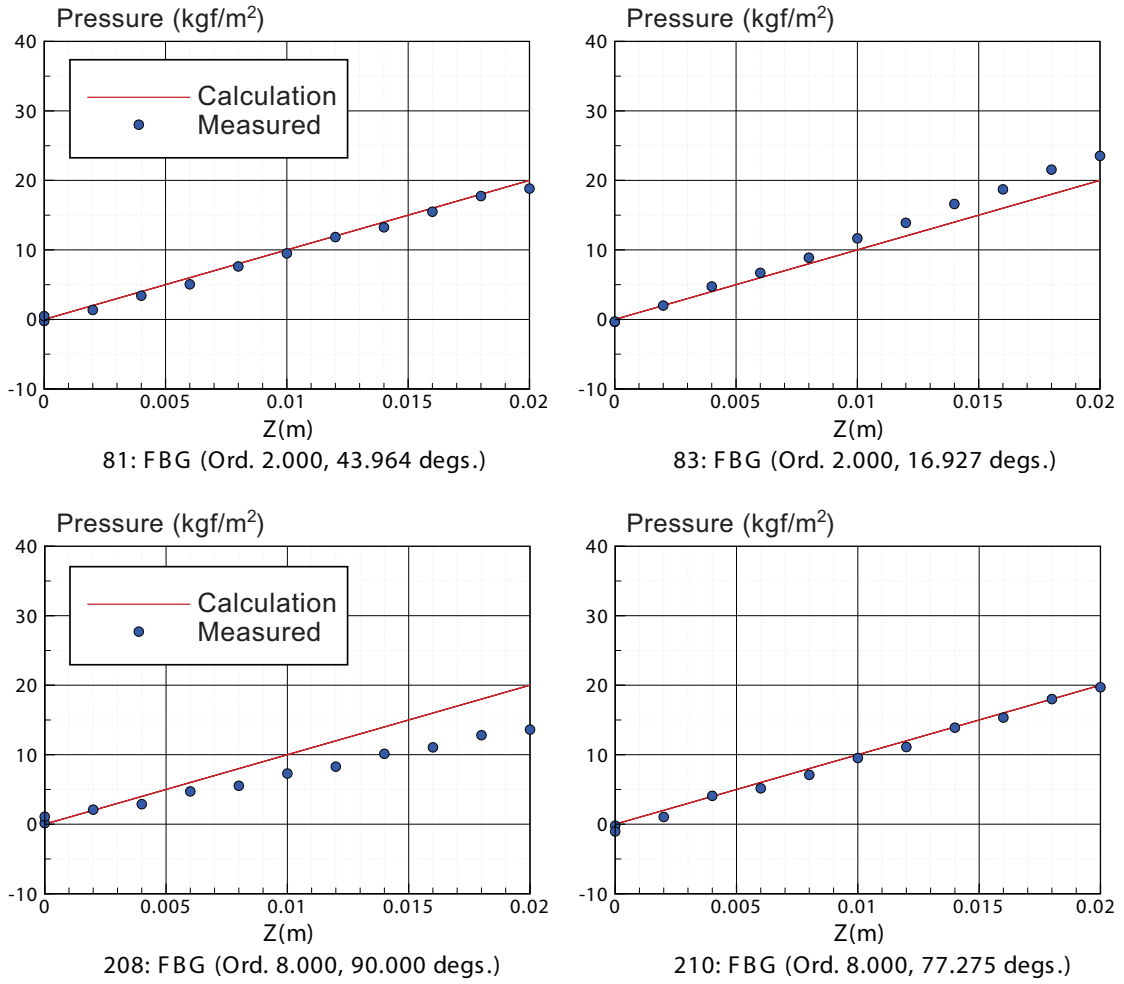 Pressure (kgf/m²)
40
30
20
10
0
-10
Calculation
Measured
0 0.005 0.01 0.015 0.02
Z(m)
81: FBG (Ord. 2.000, 43.964 degs.)
Pressure (kgf/m²)
40
30
20
10
0
-10
0 0.005 0.01 0.015 0.02
Z(m)
83: FBG (Ord. 2.000, 16.927 degs.)
Pressure (kgf/m²)
40
30
20
10
0
-10
Calculation
Measured
0 0.005 0.01 0.015 0.02
Z(m)
208: FBG (Ord. 8.000, 90.000 degs.)
Pressure (kgf/m²)
40
30
20
10
0
-10
0 0.005 0.01 0.015 0.02
Z(m)
210: FBG (Ord. 8.000, 77.275 degs.)